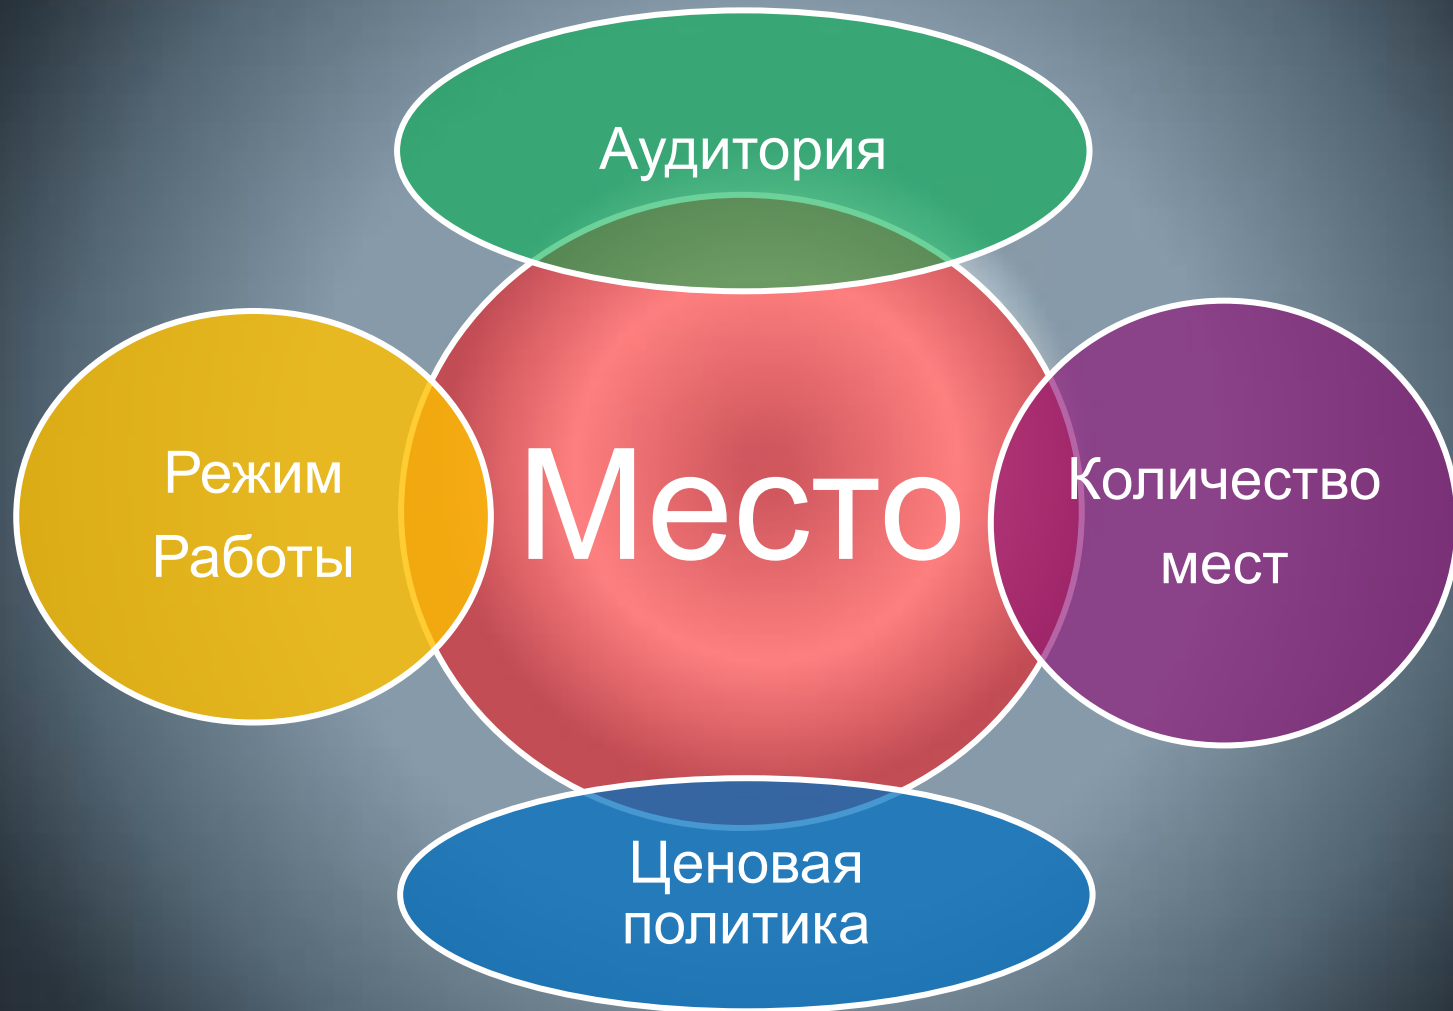 Аудитория
Режим
Работы
Место
Количество
мест
Ценовая
политика